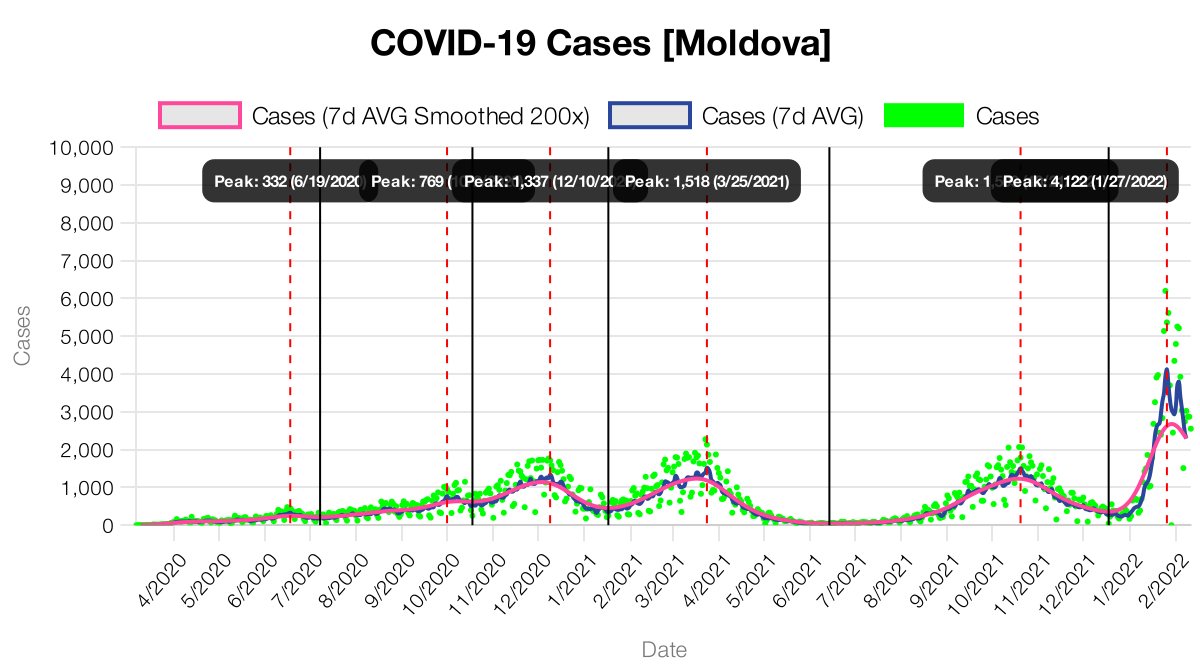 COVID-19 Cases [Moldova]
Cases (7d AVG Smoothed 200x) Cases (7d AVG) Cases
10,000
9,000
8,000
7,000
6,000
5,000
4,000
3,000
2,000
1,000
0
Cases
Peak: 332 (6/19/2020) Peak: 769 Peak: 1,337 (12/10/20 Peak: 1,518 (3/25/2021) Peak: Peak: 4,122 (1/27/2022)
4/2020 5/2020 6/2020 7/2020 8/2020 9/2020 10/2020 11/2020 12/2020 1/2021 2/2021 3/2021 4/2021 5/2021 6/2021 7/2021 8/2021 9/2021 10/2021 11/2021 12/2021 1/2022 2/2022
Date